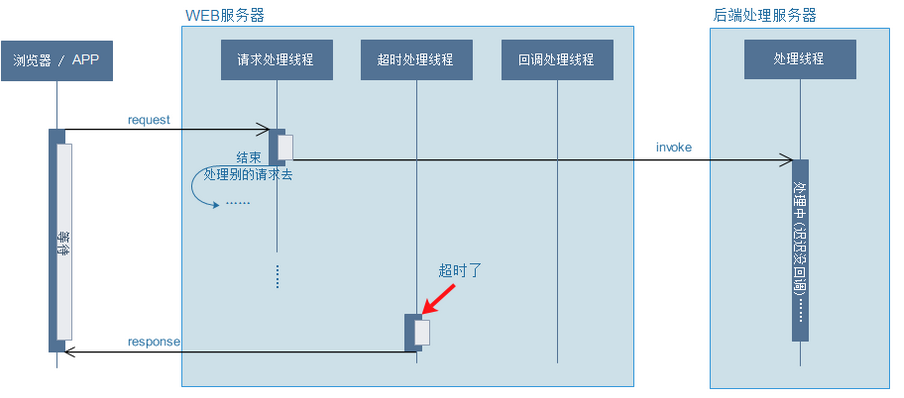 WEB服务器
后端处理服务器
浏览器 / APP
请求处理线程
超时处理线程
回调处理线程
处理线程
request
结束
处理别的请求去
……
invoke
等待
处理中(迟迟没回调)……
……
超时了
response